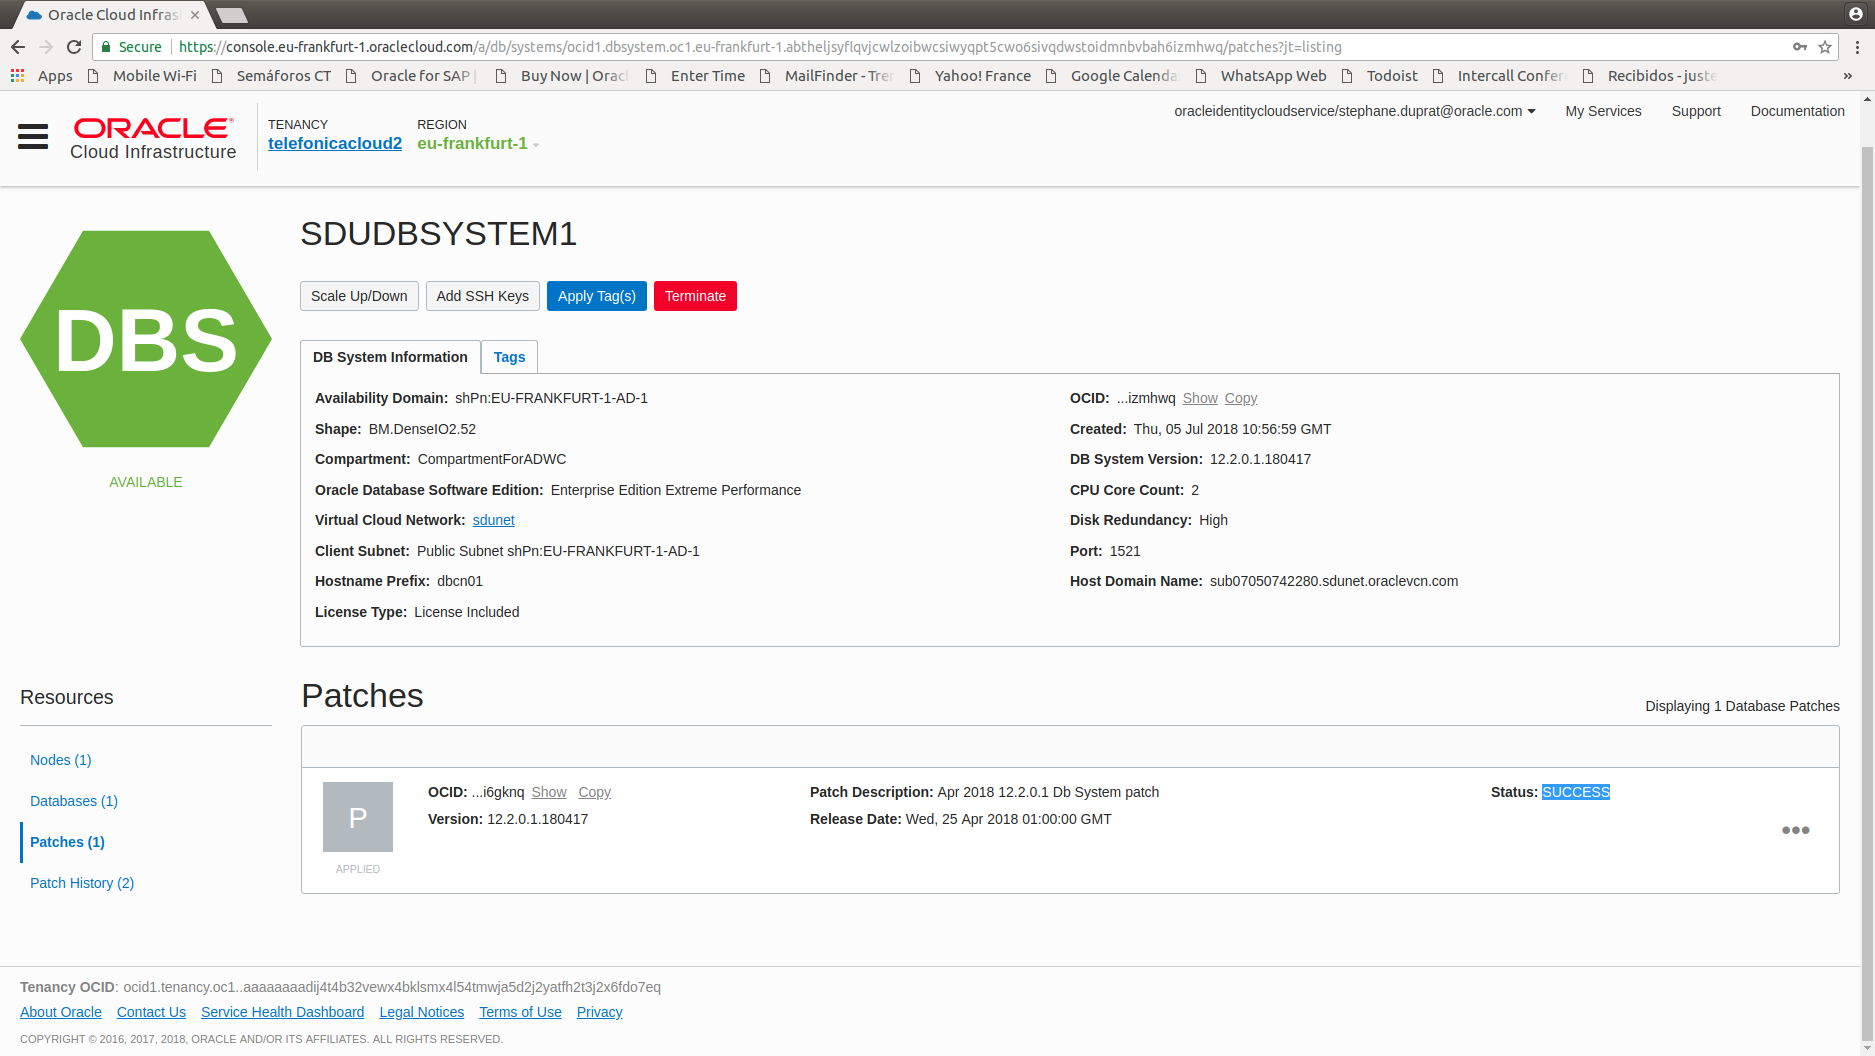 Oracle Cloud Infras
Secure https://console.eu-frankfurt-1.oraclecloud.com/a/db/systems/ocid1.dbsystem.oc1.eu-frankfurt-1.abtheljsyflqvjcwlzoibwcsiwyqpt5cwo6sivqdwstoidmnbvbah6izmhwq/patches?jt=listing
Apps Mobile Wi-Fi Semáforos CT Oracle for SAP | Buy Now | Oracl Enter Time MailFinder - Tre Yahoo! France Google Calenda WhatsApp Web Todoist Intercall Confer Recibidos - juste »
ORACLE
Cloud Infrastructure
TENANCY
telefonicacloud2
REGION
eu-frankfurt-1
oracleidentitycloudservice/stephane.duprat@oracle.com My Services Support Documentation
DBS
AVAILABLE
SDUDBSYSTEM1
Scale Up/Down Add SSH Keys Apply Tag(s) Terminate
DB System Information Tags
Availability Domain: shPn:EU-FRANKFURT-1-AD-1
Shape: BM.DenseIO2.52
Compartment: CompartmentForADWC
Oracle Database Software Edition: Enterprise Edition Extreme Performance
Virtual Cloud Network: sdunet
Client Subnet: Public Subnet shPn:EU-FRANKFURT-1-AD-1
Hostname Prefix: dbcn01
License Type: License Included
OCID: ...izmhwq Show Copy
Created: Thu, 05 Jul 2018 10:56:59 GMT
DB System Version: 12.2.0.1.180417
CPU Core Count: 2
Disk Redundancy: High
Port: 1521
Host Domain Name: sub07050742280.sdunet.oraclevcn.com
Resources
Nodes (1)
Databases (1)
Patches (1)
Patch History (2)
Patches
Displaying 1 Database Patches
P
APPLIED
OCID: ...i6gknq Show Copy
Version: 12.2.0.1.180417
Patch Description: Apr 2018 12.2.0.1 Db System patch
Release Date: Wed, 25 Apr 2018 01:00:00 GMT
Status: SUCCESS
Tenancy OCID: ocid1.tenancy.oc1..aaaaaaaadij4t4b32vewx4bklsmx4l54tmwja5d2j2yatfh2t3j2x6fdo7eq
About Oracle Contact Us Service Health Dashboard Legal Notices Terms of Use Privacy
COPYRIGHT © 2016, 2017, 2018, ORACLE AND/OR ITS AFFILIATES. ALL RIGHTS RESERVED.